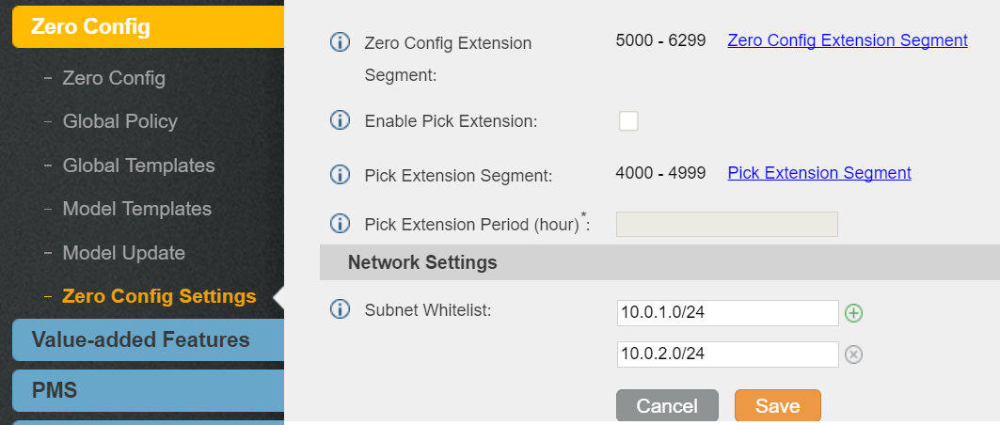 Zero Config
- Zero Config
- Global Policy
- Global Templates
- Model Templates
- Model Update
- Zero Config Settings
Value-added Features
PMS
Zero Config Extension
Segment:
5000 - 6299 Zero Config Extension Segment
Enable Pick Extension:
Pick Extension Segment: 4000 - 4999 Pick Extension Segment
Pick Extension Period (hour)*:
Network Settings
Subnet Whitelist: 10.0.1.0/24
10.0.2.0/24
Cancel Save